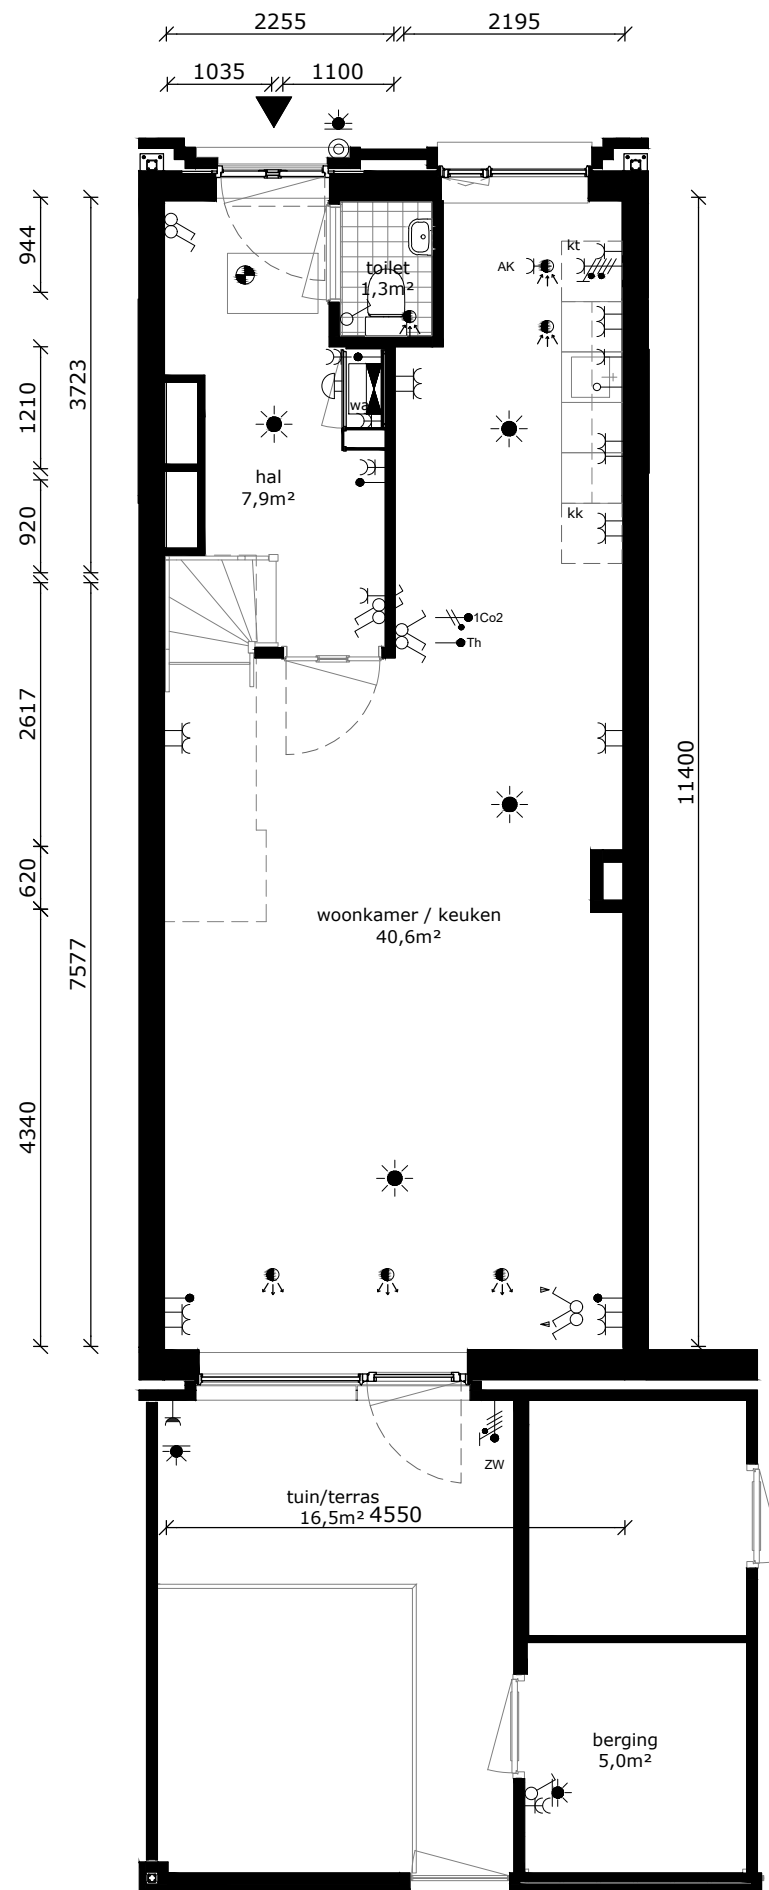 2255
2195
1035
1100
944
3723
1210
920
2617
620
7577
4340
11400
toilet
1,3m²
AK
kt
wa
hal
7,9m²
kk
1Co2
Th
woonkamer / keuken
40,6m²
ZW
tuin/terras
16,5m²
4550
berging
5,0m²